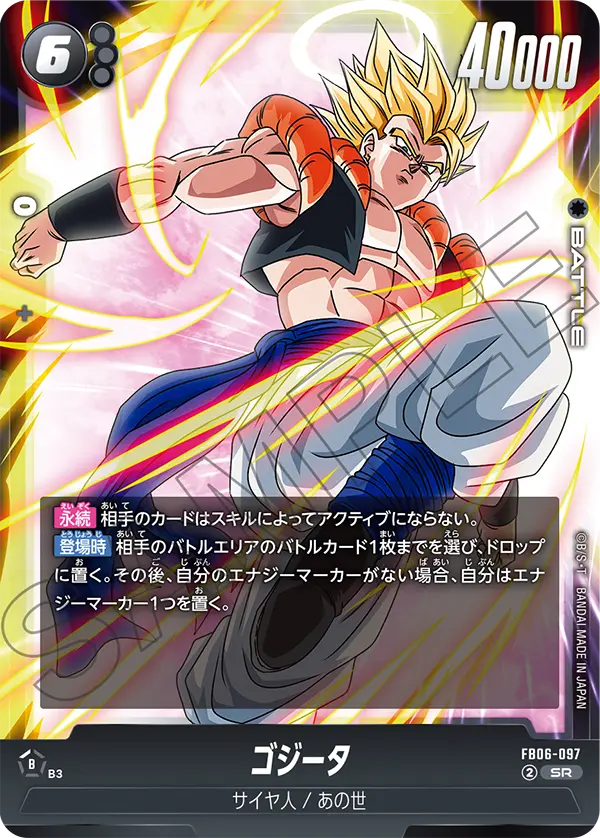 6
40000
0
+
BATTLE
永続 相手のカードはスキルによってアクティブにならない。
登場時 相手のバトルエリアのバトルカード1枚までを選び、ドロップ
に置く。その後、自分のエナジーマーカーがない場合、自分はエナ
ジーマーカー1つを置く。
SAMPLE
©B/S・T BANDAI MADE IN JAPAN
B
B3
ゴジータ
FB06-097
2 SR
サイヤ人 / あの世